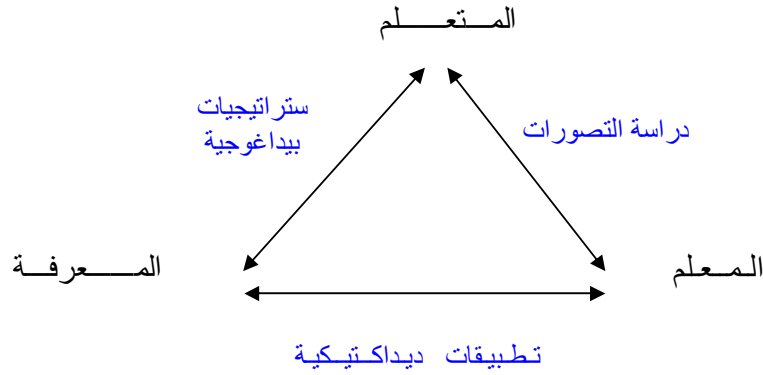 المتعلم
ستراتيجيات
بيداغوجية
دراسة التصورات
المعلم
المعرفة
تطبيقات ديداكتيكية